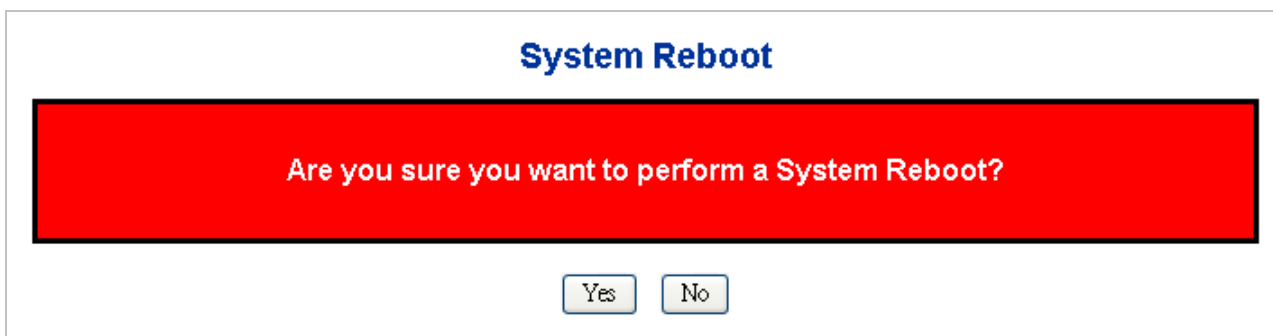 System Reboot
Are you sure you want to perform a System Reboot?
Yes No